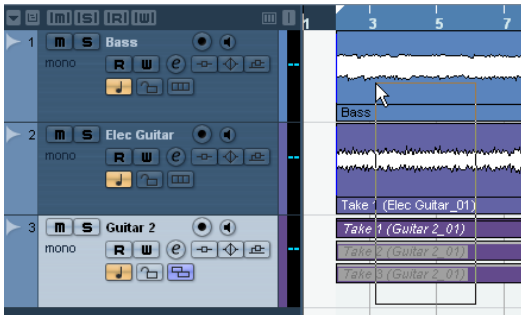 m S R W 1 3 5 7
1 m S Bass
mono R W e
Bass
2 m S Elec Guitar
mono R W e
Take 1 (Elec Guitar_01)
3 m S Guitar 2 Take 1 (Guitar 2_01)
mono R W e Take 2 (Guitar 2_01)
Take 3 (Guitar 2_01)